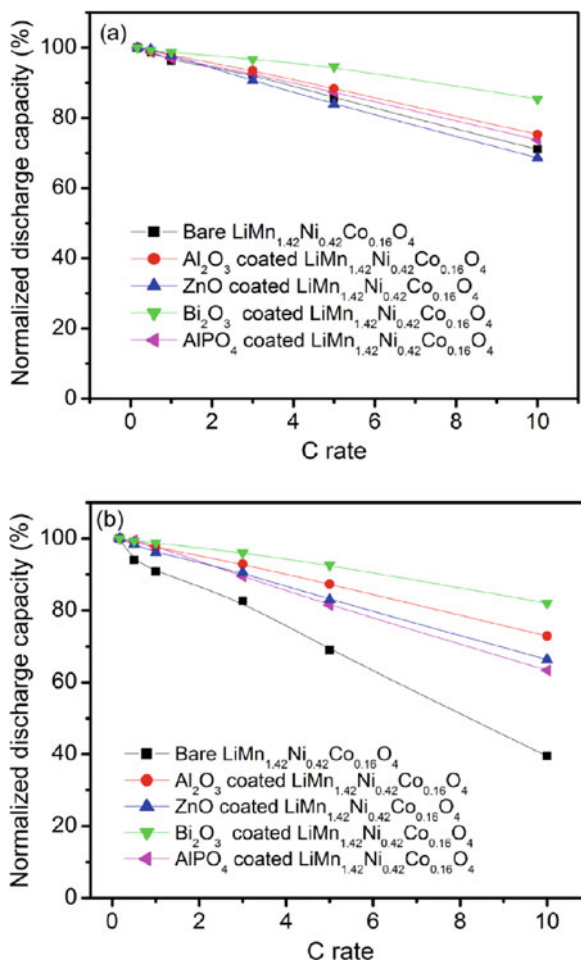 (a)
Normalized discharge capacity (%)
100
80
60
40
20
0
Bare LiMn1.42Ni0.42Co0.16O4
Al2O3 coated LiMn1.42Ni0.42Co0.16O4
ZnO coated LiMn1.42Ni0.42Co0.16O4
Bi2O3 coated LiMn1.42Ni0.42Co0.16O4
AlPO4 coated LiMn1.42Ni0.42Co0.16O4
0 2 4 6 8 10
C rate
(b)
Normalized discharge capacity (%)
100
80
60
40
20
0
Bare LiMn1.42Ni0.42Co0.16O4
Al2O3 coated LiMn1.42Ni0.42Co0.16O4
ZnO coated LiMn1.42Ni0.42Co0.16O4
Bi2O3 coated LiMn1.42Ni0.42Co0.16O4
AlPO4 coated LiMn1.42Ni0.42Co0.16O4
0 2 4 6 8 10
C rate